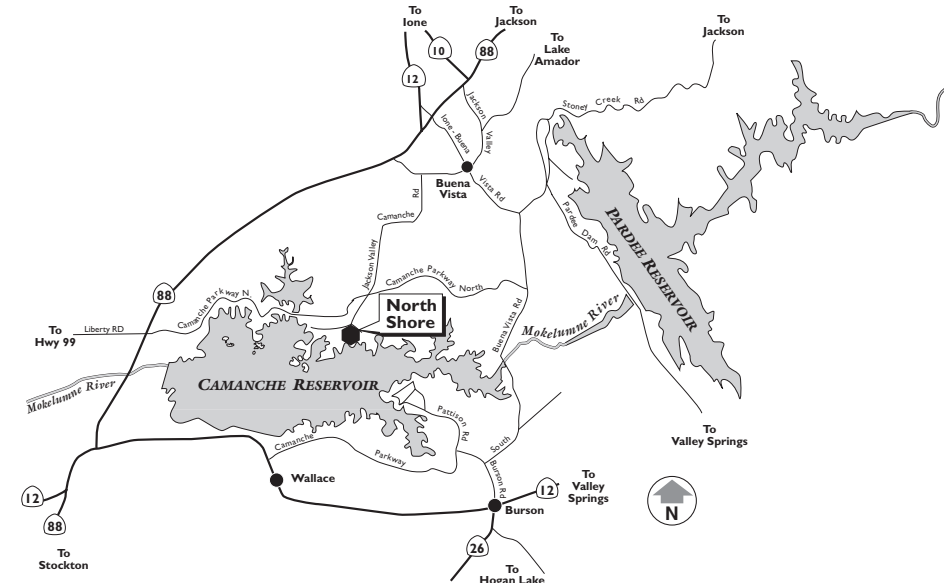 To
Ione
To
Jackson
To
Lake
Amador
To
Jackson
10
88
12
Stoney Creek Rd
Jackson Valley
Ione - Buena
Vista Rd
Buena
Vista
Camanche Rd
Pardee Dam Rd
PARDEE RESERVOIR
Jackson Valley
Camanche Parkway North
88
Camanche Parkway N
North
Shore
To
Hwy 99
Liberty RD
Buena Vista Rd
Mokelumne River
Mokelumne River
CAMANCHE RESERVOIR
Pattison Rd
Camanche Parkway
South
To
Valley Springs
Wallace
Burson Rd
12
To
Valley
Springs
12
88
Burson
N
26
To
Stockton
To
Hogan Lake